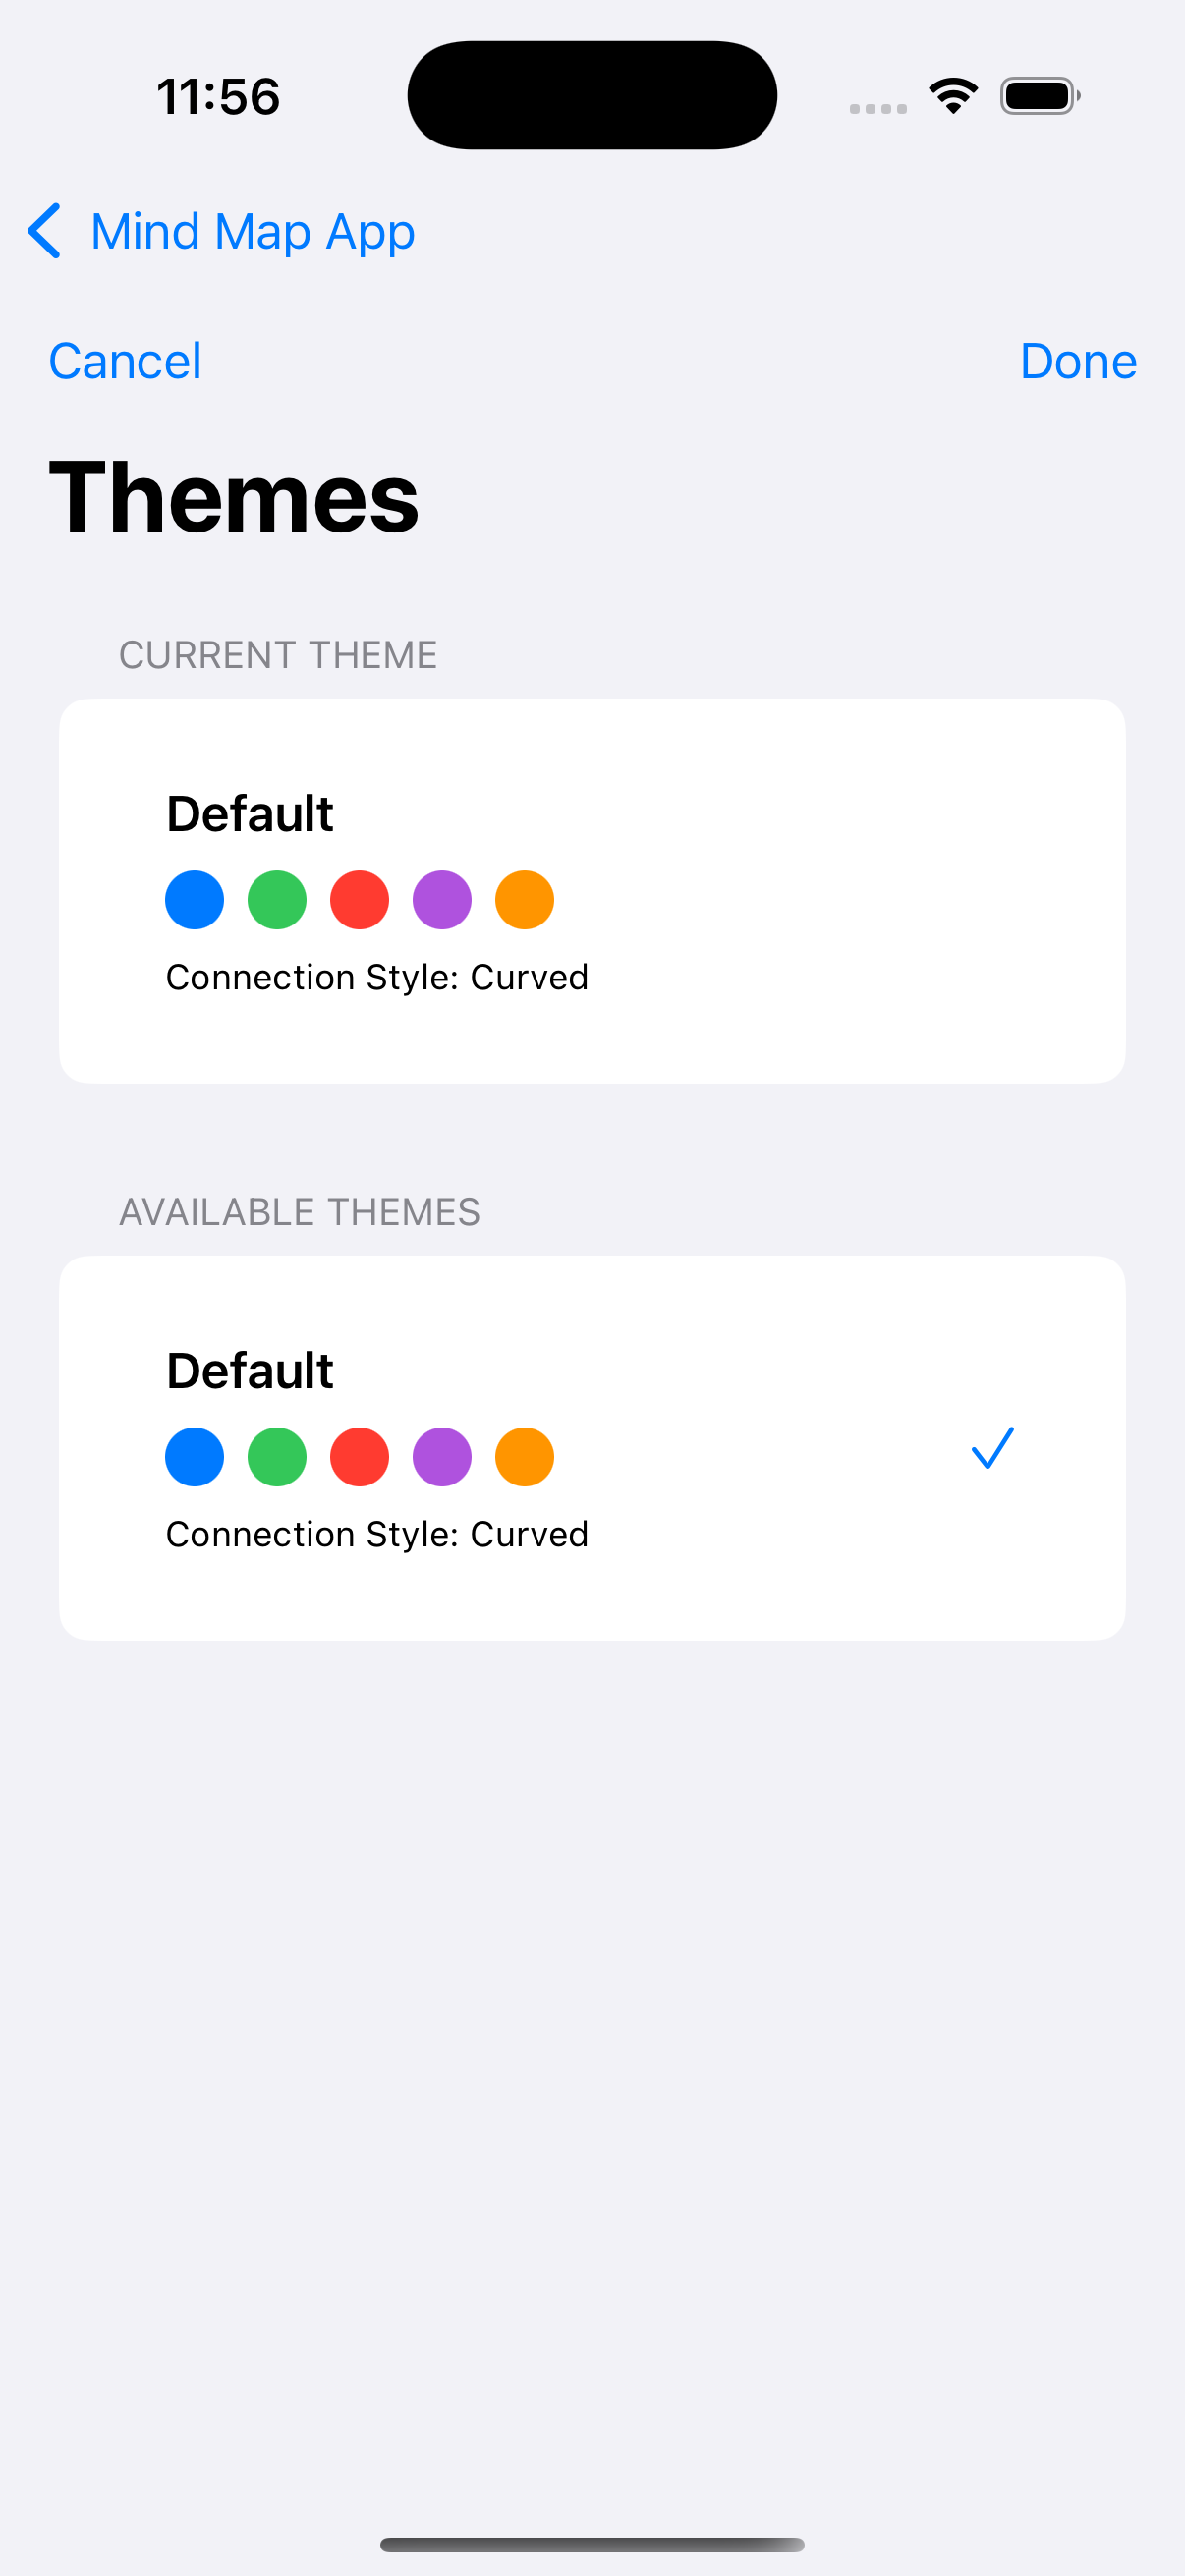 11:56
Mind Map App
Cancel Done
Themes
CURRENT THEME
Default
Connection Style: Curved
AVAILABLE THEMES
Default
Connection Style: Curved